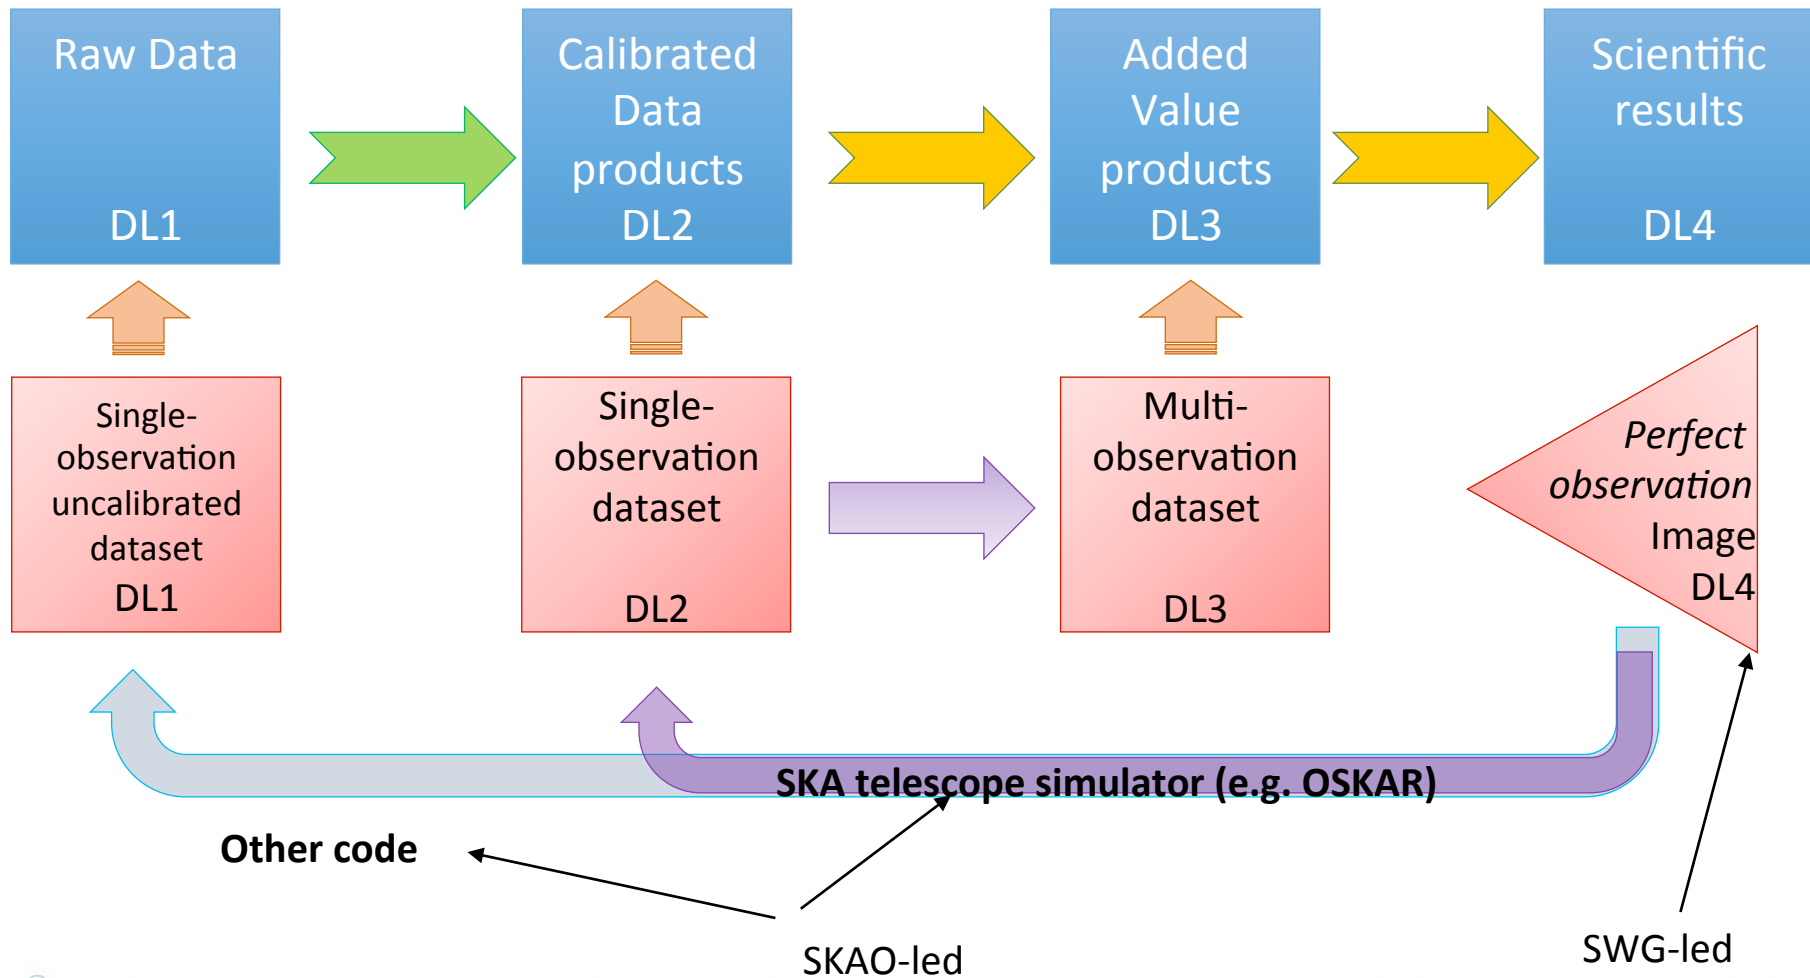 Raw Data
DL1
Calibrated
Data
products
DL2
Added
Value
products
DL3
Scientific
results
DL4
Single-
observation
uncalibrated
dataset
DL1
Single-
observation
dataset
DL2
Multi-
observation
dataset
DL3
Perfect
observation
Image
DL4
SKA telescope simulator (e.g. OSKAR)
Other code
SKAO-led
SWG-led